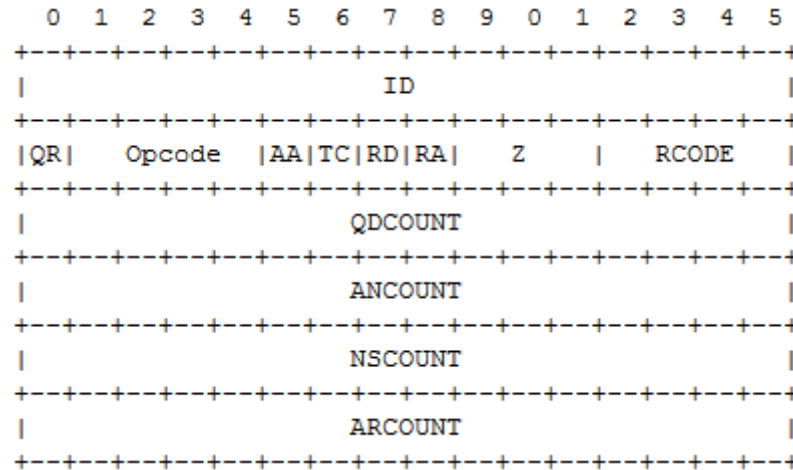 0  1  2  3  4  5  6  7  8  9  0  1  2  3  4  5
+--+--+--+--+--+--+--+--+--+--+--+--+--+--+--+--+
|                      ID                       |
+--+--+--+--+--+--+--+--+--+--+--+--+--+--+--+--+
|QR|   Opcode  |AA|TC|RD|RA|   Z    |   RCODE   |
+--+--+--+--+--+--+--+--+--+--+--+--+--+--+--+--+
|                    QDCOUNT                    |
+--+--+--+--+--+--+--+--+--+--+--+--+--+--+--+--+
|                    ANCOUNT                    |
+--+--+--+--+--+--+--+--+--+--+--+--+--+--+--+--+
|                    NSCOUNT                    |
+--+--+--+--+--+--+--+--+--+--+--+--+--+--+--+--+
|                    ARCOUNT                    |
+--+--+--+--+--+--+--+--+--+--+--+--+--+--+--+--+